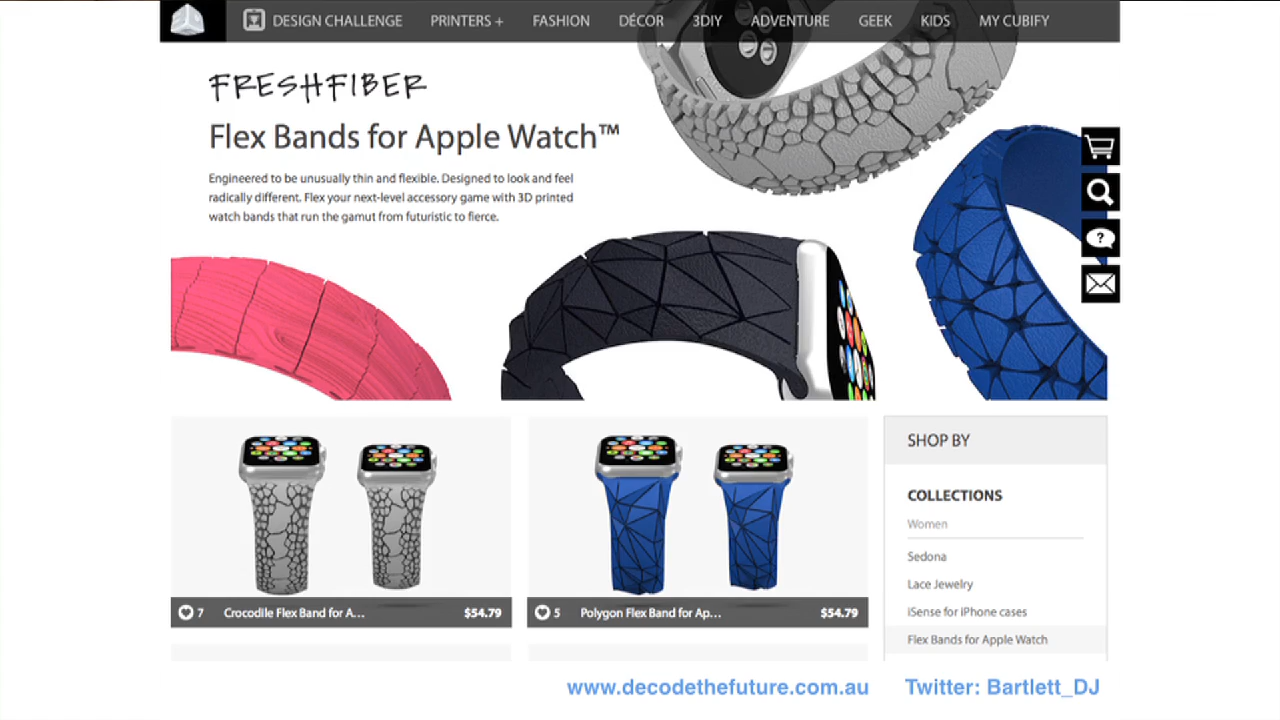 DESIGN CHALLENGE PRINTERS + FASHION DÉCOR 3DIY ADVENTURE GEEK KIDS MY CUBIFY
FRESHFIBER
Flex Bands for Apple Watch™
Engineered to be unusually thin and flexible. Designed to look and feel
radically different. Flex your next-level accessory game with 3D printed
watch bands that run the gamut from futuristic to fierce.
?
7 Crocodile Flex Band for A... $54.79
5 Polygon Flex Band for Ap... $54.79
SHOP BY
COLLECTIONS
Women
Sedona
Lace Jewelry
iSense for iPhone cases
Flex Bands for Apple Watch
www.decodethefuture.com.au Twitter: Bartlett_DJ